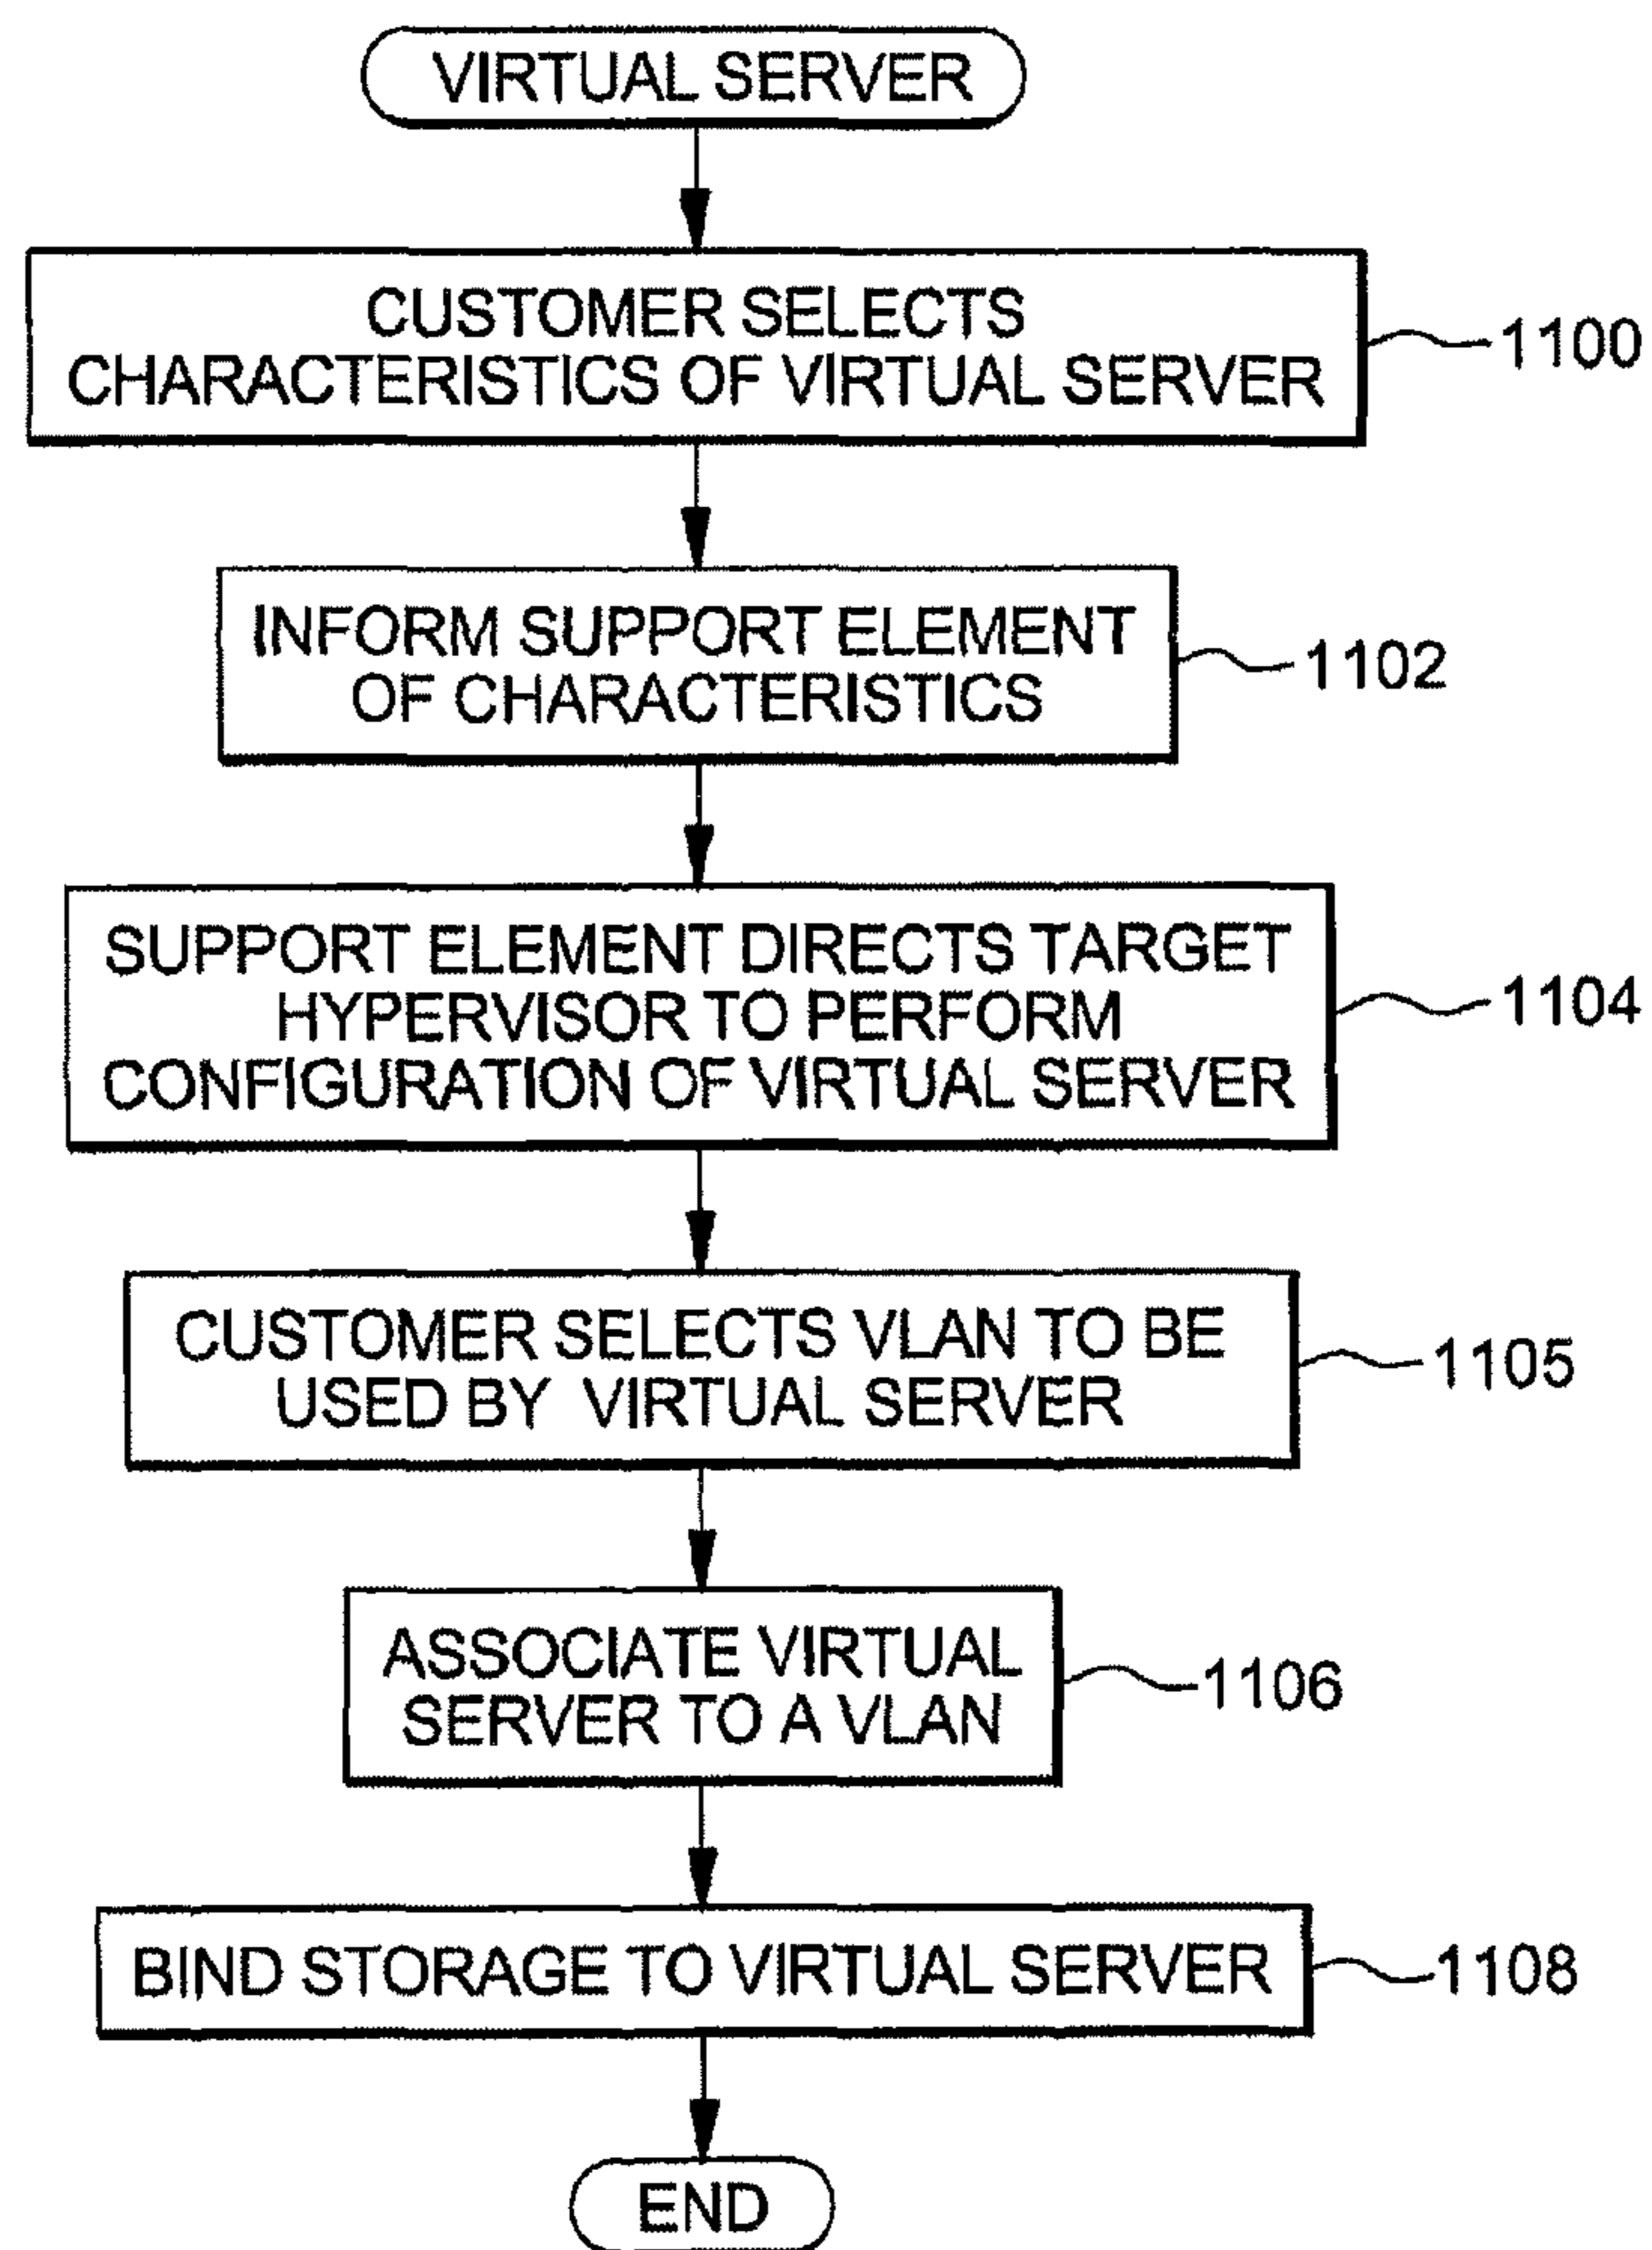 VIRTUAL SERVER
CUSTOMER SELECTS
CHARACTERISTICS OF VIRTUAL SERVER
1100
INFORM SUPPORT ELEMENT
OF CHARACTERISTICS
1102
SUPPORT ELEMENT DIRECTS TARGET
HYPERVISOR TO PERFORM
CONFIGURATION OF VIRTUAL SERVER
1104
CUSTOMER SELECTS VLAN TO BE
USED BY VIRTUAL SERVER
1105
ASSOCIATE VIRTUAL
SERVER TO A VLAN
1106
BIND STORAGE TO VIRTUAL SERVER
1108
END